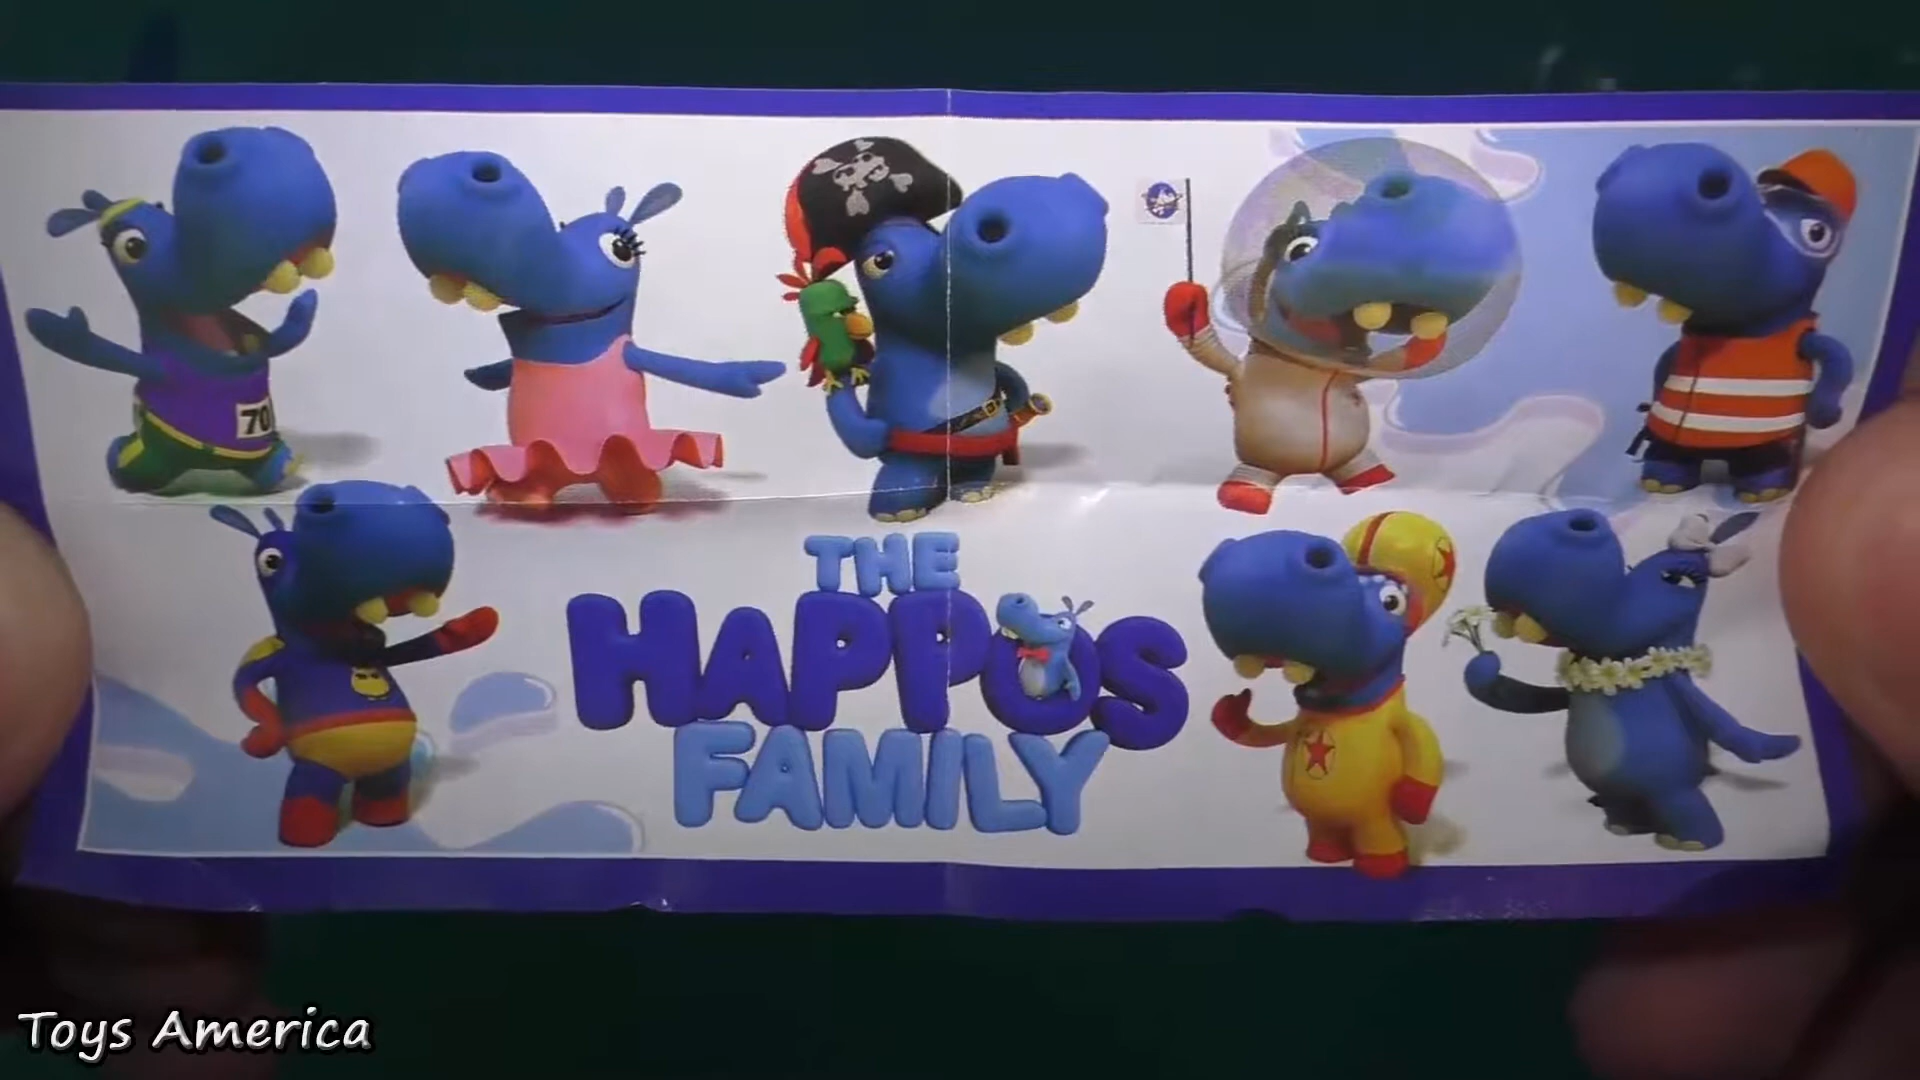 70
THE
HAPPOS
FAMILY
Toys America